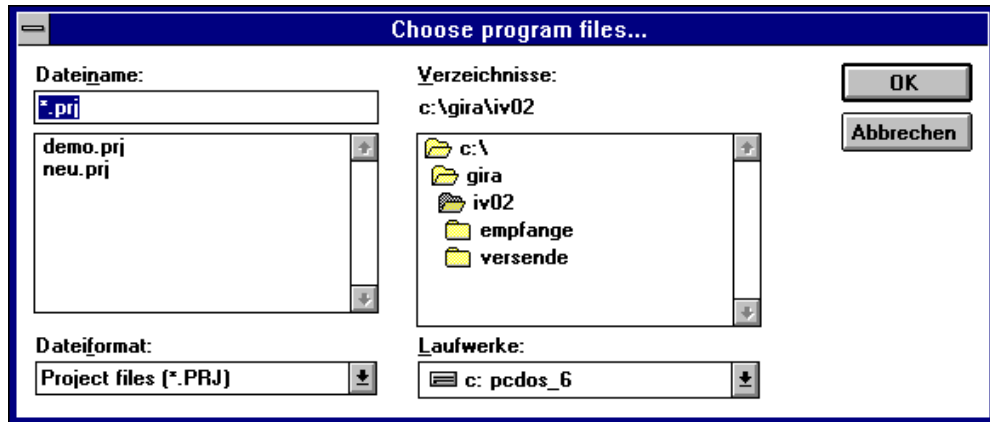 Choose program files...
Dateiname:
*.prj
demo.prj
neu.prj
Dateiformat:
Project files (*.PRJ)
Verzeichnisse:
c:\gira\iv02
c:\
gira
iv02
empfange
versende
Laufwerke:
c: pcdos_6
OK
Abbrechen